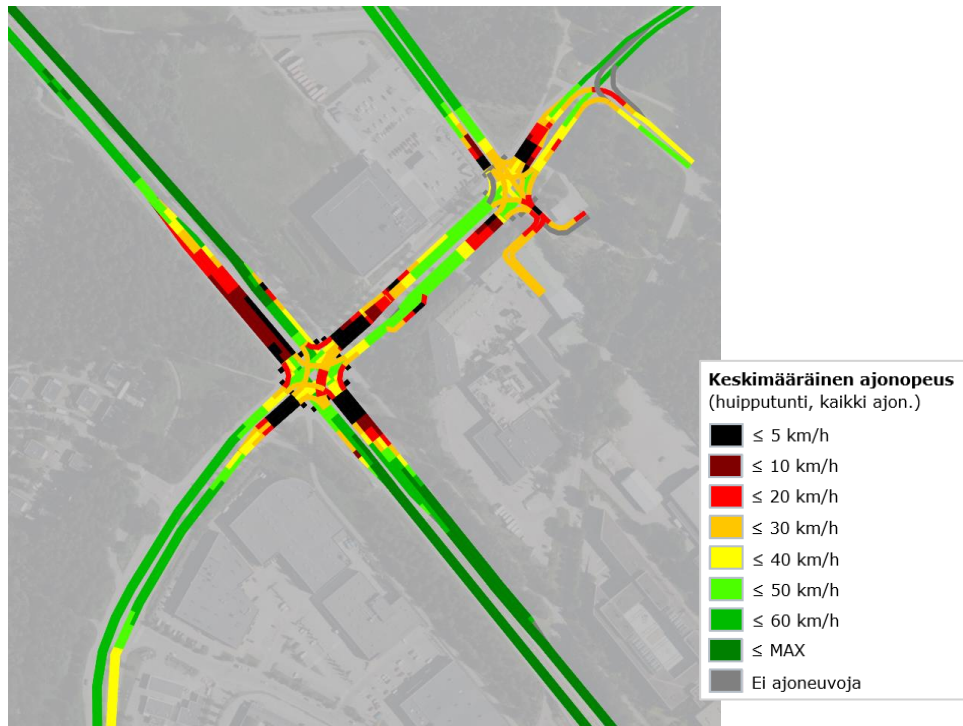 Keskimääräinen ajonopeus
(huipputunti, kaikki ajon.)
≤ 5 km/h
≤ 10 km/h
≤ 20 km/h
≤ 30 km/h
≤ 40 km/h
≤ 50 km/h
≤ 60 km/h
≤ MAX
Ei ajoneuvoja